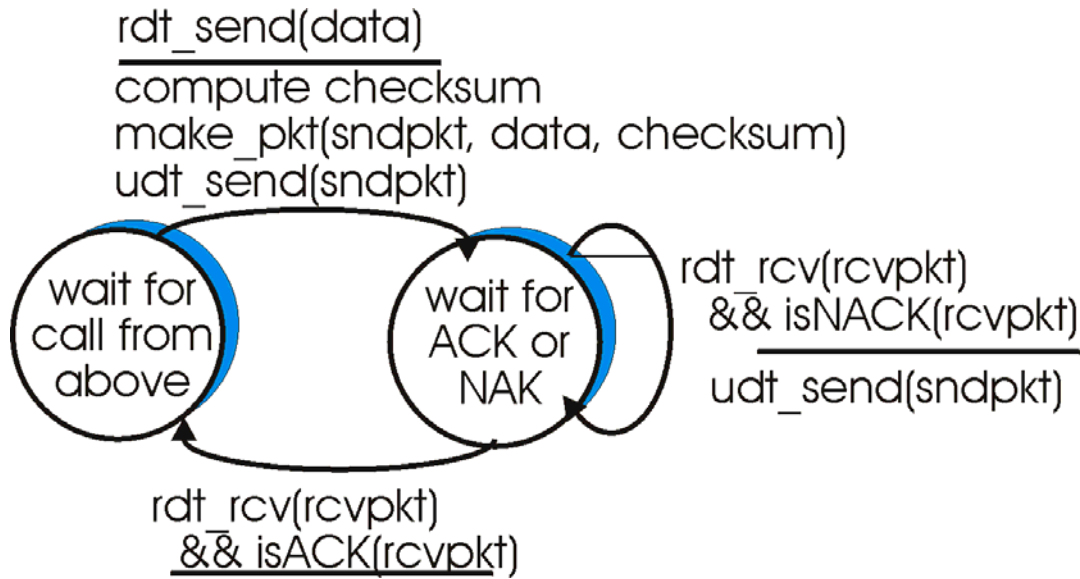 rdt_send(data)
compute checksum
make_pkt(sndpkt, data, checksum)
udt_send(sndpkt)
wait for
call from
above
wait for
ACK or
NAK
rdt_rcv(rcvpkt)
&& isNACK(rcvpkt)
udt_send(sndpkt)
rdt_rcv(rcvpkt)
&& isACK(rcvpkt)